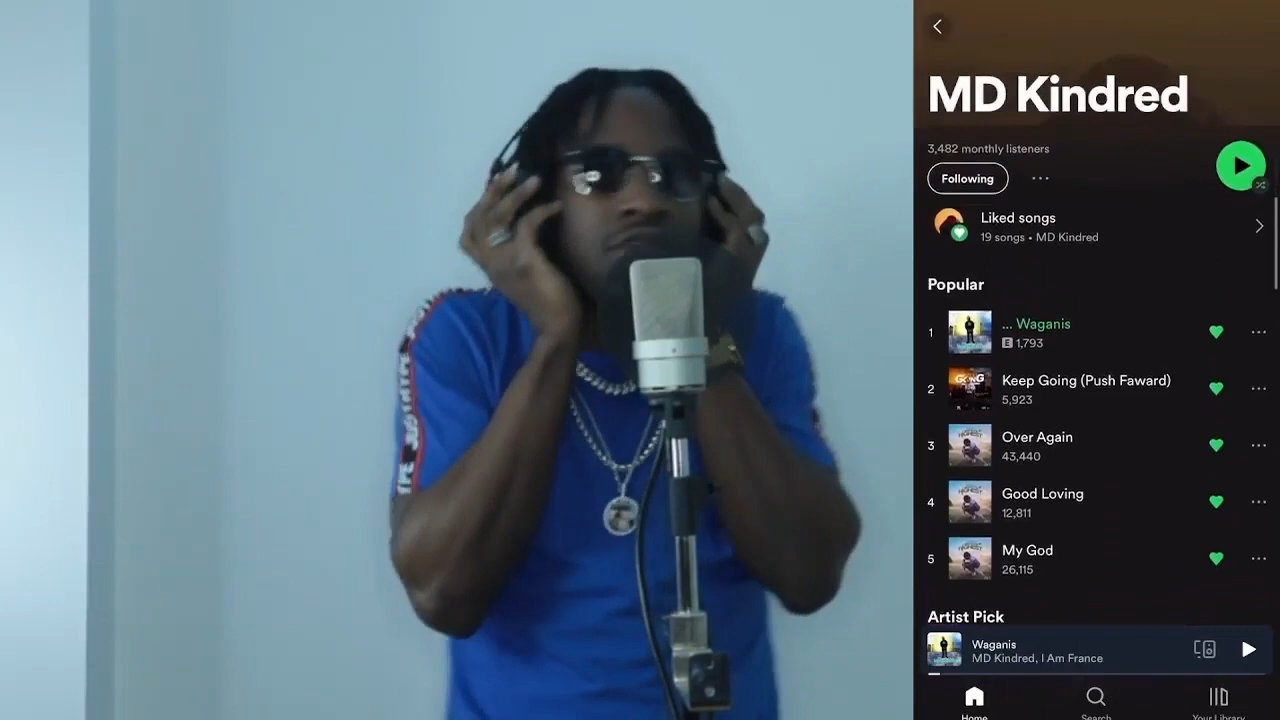 MD Kindred
3,482 monthly listeners
Following
Liked songs
19 songs • MD Kindred
Popular
1
... Waganis
E 1,793
2
Keep Going (Push Faward)
5,923
3
Over Again
43,440
4
Good Loving
12,811
5
My God
26,115
Artist Pick
Waganis
MD Kindred, I Am France
Home
Search
Your Library